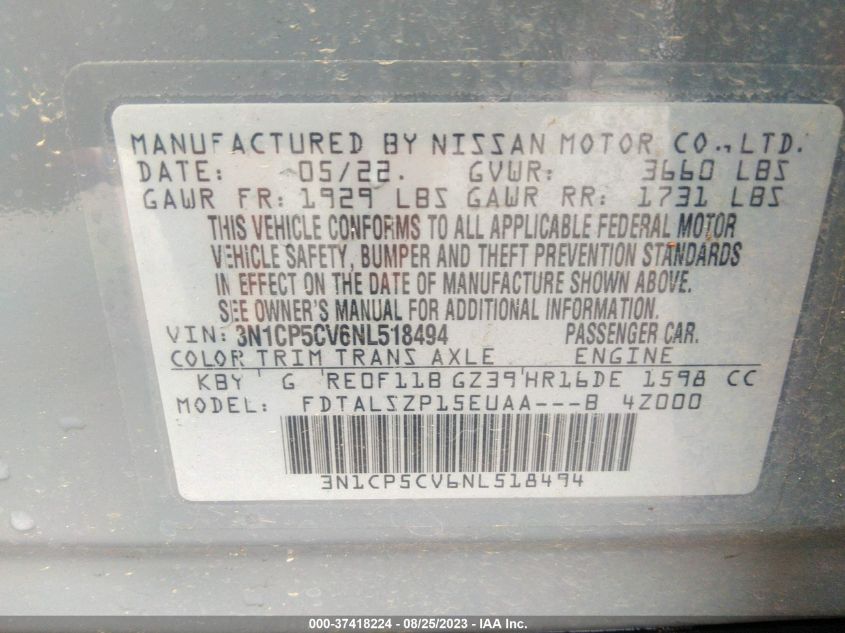 MANUFACTURED BY NISSAN MOTOR CO., LTD.
DATE: 05/22. GVWR: 3660 LBS
GAWR FR: 1929 LBS GAWR RR: 1731 LBS
THIS VEHICLE CONFORMS TO ALL APPLICABLE FEDERAL MOTOR
VEHICLE SAFETY, BUMPER AND THEFT PREVENTION STANDARDS
IN EFFECT ON THE DATE OF MANUFACTURE SHOWN ABOVE.
SEE OWNER'S MANUAL FOR ADDITIONAL INFORMATION.
VIN: 3N1CP5CV6NL518494 PASSENGER CAR.
COLOR TRIM TRANS AXLE ENGINE
KBY G RE0F11B GZ39 HR16DE 1598 CC
MODEL: FDTALSZP15EUAA---B 4Z000
3N1CP5CV6NL518494
000-37418224 - 08/25/2023 - IAA Inc.